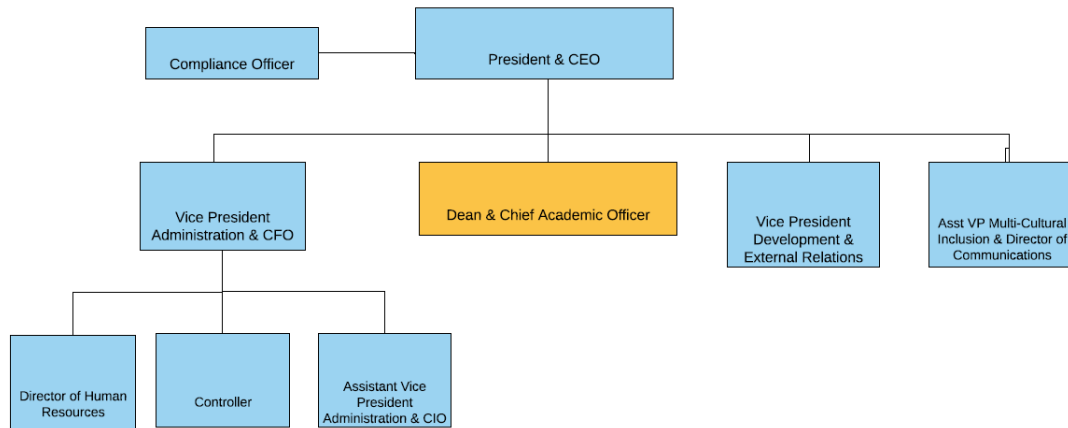 Compliance Officer
President & CEO
Vice President
Administration & CFO
Dean & Chief Academic Officer
Vice President
Development &
External Relations
Asst VP Multi-Cultural
Inclusion & Director of
Communications
Director of Human
Resources
Controller
Assistant Vice
President
Administration & CIO